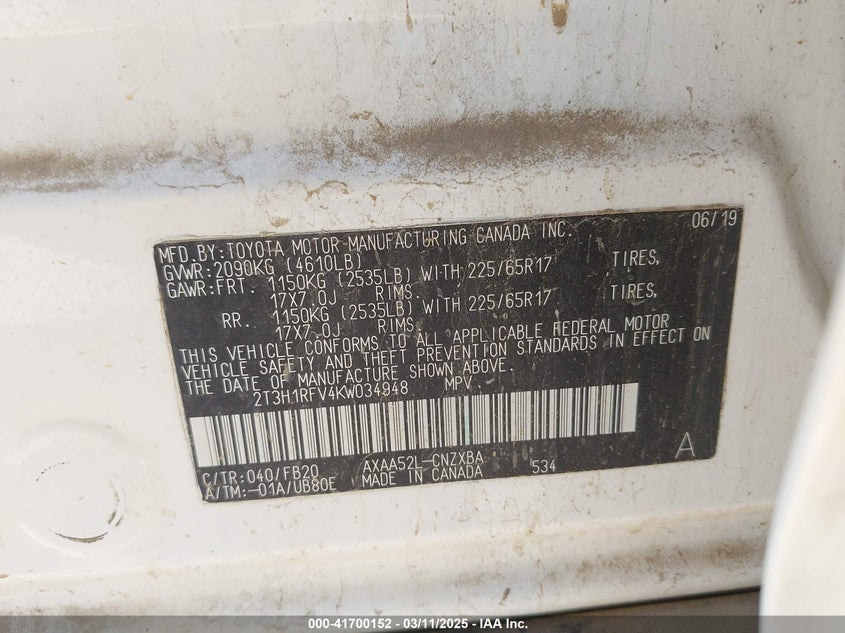 MFD.BY:TOYOTA MOTOR MANUFACTURING CANADA INC. 06/19
GVWR:2090KG (4610LB)
GAWR:FRT. 1150KG (2535LB) WITH 225/65R17 TIRES,
17X7.0J RIMS.
RR. 1150KG (2535LB) WITH 225/65R17 TIRES,
17X7.0J RIMS.
THIS VEHICLE CONFORMS TO ALL APPLICABLE FEDERAL MOTOR
VEHICLE SAFETY AND THEFT PREVENTION STANDARDS IN EFFECT ON
THE DATE OF MANUFACTURE SHOWN ABOVE.
2T3H1RFV4KW034948 MPV
C/TR:040/FB20 AXAA52L-CNZXBA A
A/TM:-01A/UB80E MADE IN CANADA 534
000-41700152 - 03/11/2025 - IAA Inc.